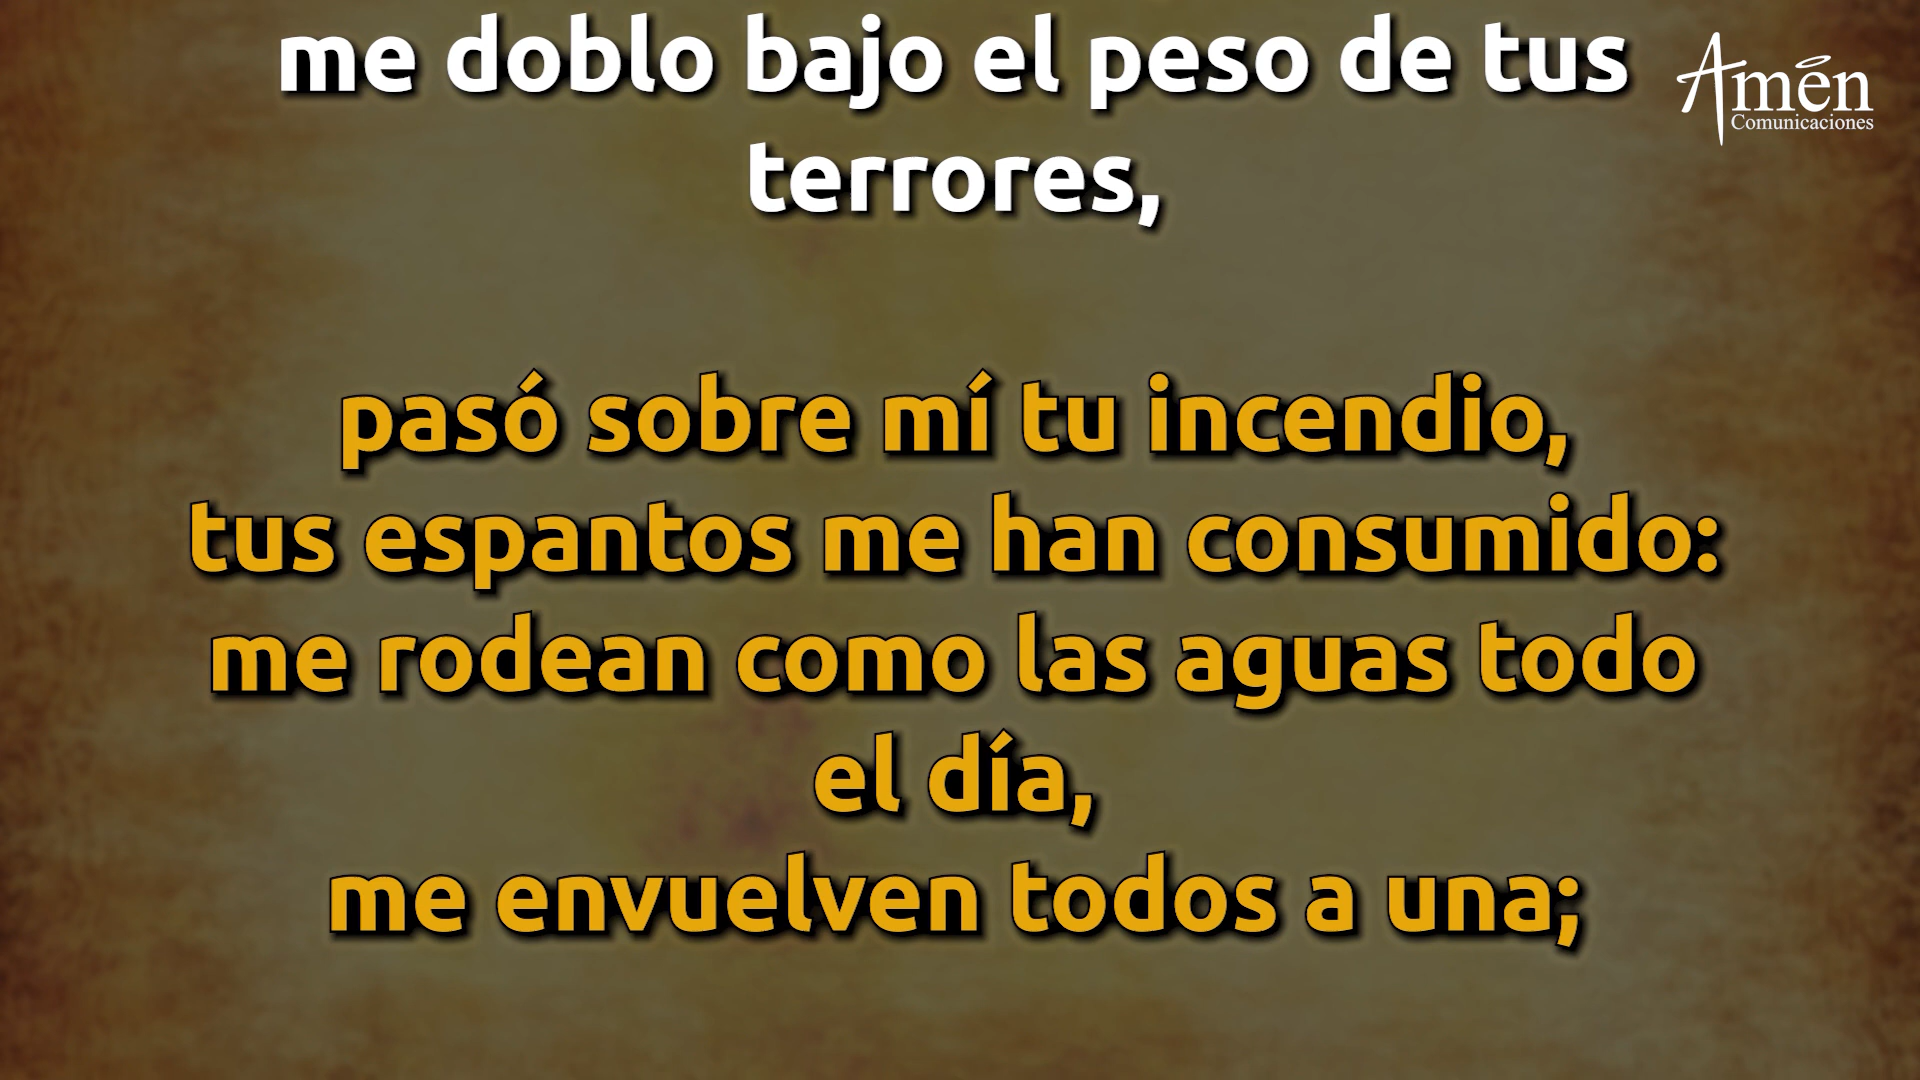 me doblo bajo el peso de tus
terrores,
Amén
Comunicaciones
pasó sobre mí tu incendio,
tus espantos me han consumido:
me rodean como las aguas todo
el día,
me envuelven todos a una;